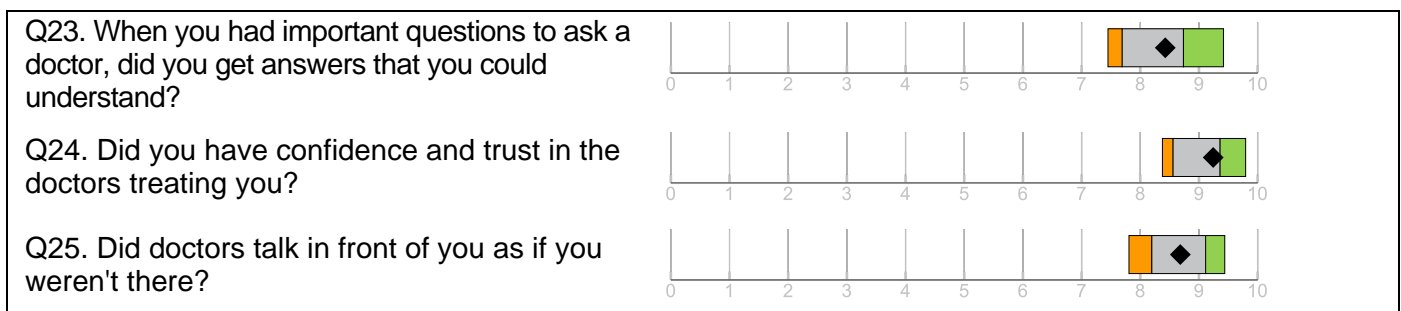 Q23. When you had important questions to ask a
doctor, did you get answers that you could
understand?
0 1 2 3 4 5 6 7 8 9 10
Q24. Did you have confidence and trust in the
doctors treating you?
0 1 2 3 4 5 6 7 8 9 10
Q25. Did doctors talk in front of you as if you
weren't there?
0 1 2 3 4 5 6 7 8 9 10